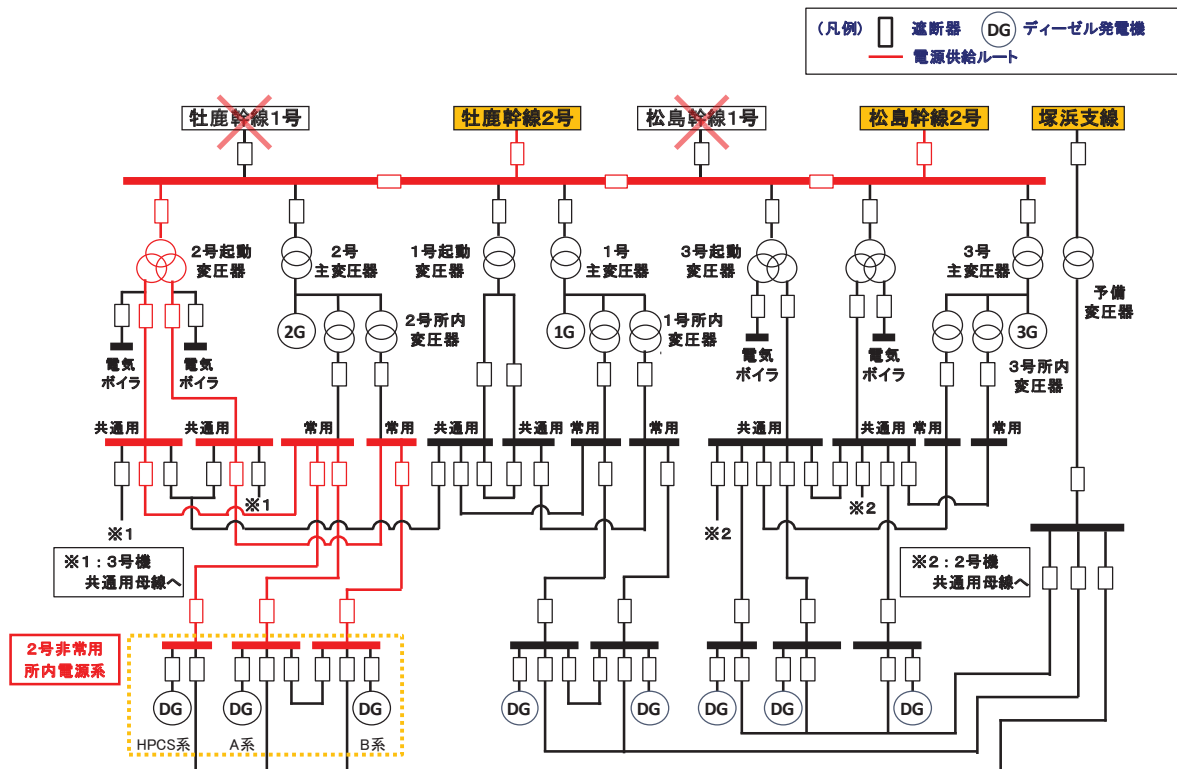 (凡例) 遮断器 DG ディーゼル発電機
電源供給ルート
牡鹿幹線1号
牡鹿幹線2号
松島幹線1号
松島幹線2号
塚浜支線
2号起動
変圧器
2号
主変圧器
1号起動
変圧器
1号
主変圧器
3号起動
変圧器
3号
主変圧器
予備
変圧器
2G
2号所内
変圧器
1G
1号所内
変圧器
3G
3号所内
変圧器
電気
ボイラ
電気
ボイラ
電気
ボイラ
電気
ボイラ
共通用
共通用
常用
常用
共通用
共通用
常用
常用
共通用
共通用
常用
常用
※1
※1
※2
※2
※1:3号機
共通用母線へ
※2:2号機
共通用母線へ
2号非常用
所内電源系
DG
DG
DG
DG
DG
DG
DG
DG
HPCS系
A系
B系